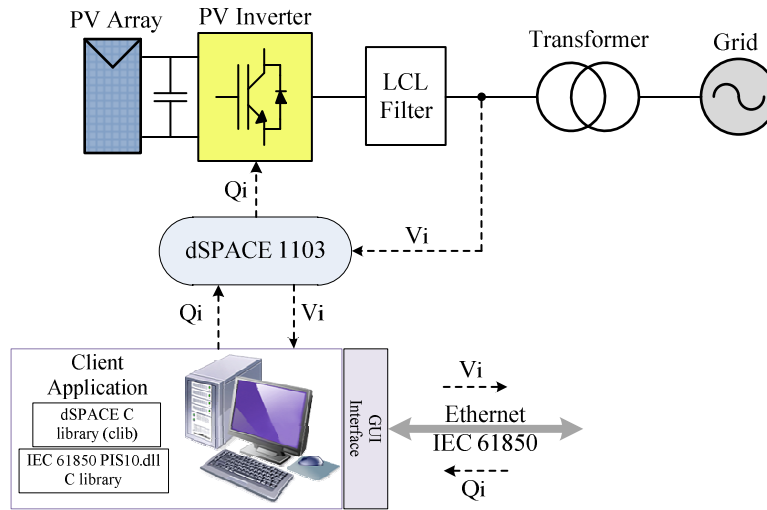 PV Array
PV Inverter
LCL
Filter
Transformer
Grid
Qi
Vi
dSPACE 1103
Qi
Vi
Client
Application
dSPACE C
library (clib)
IEC 61850 PIS10.dll
C library
GUI
Interface
Vi
Ethernet
IEC 61850
Qi